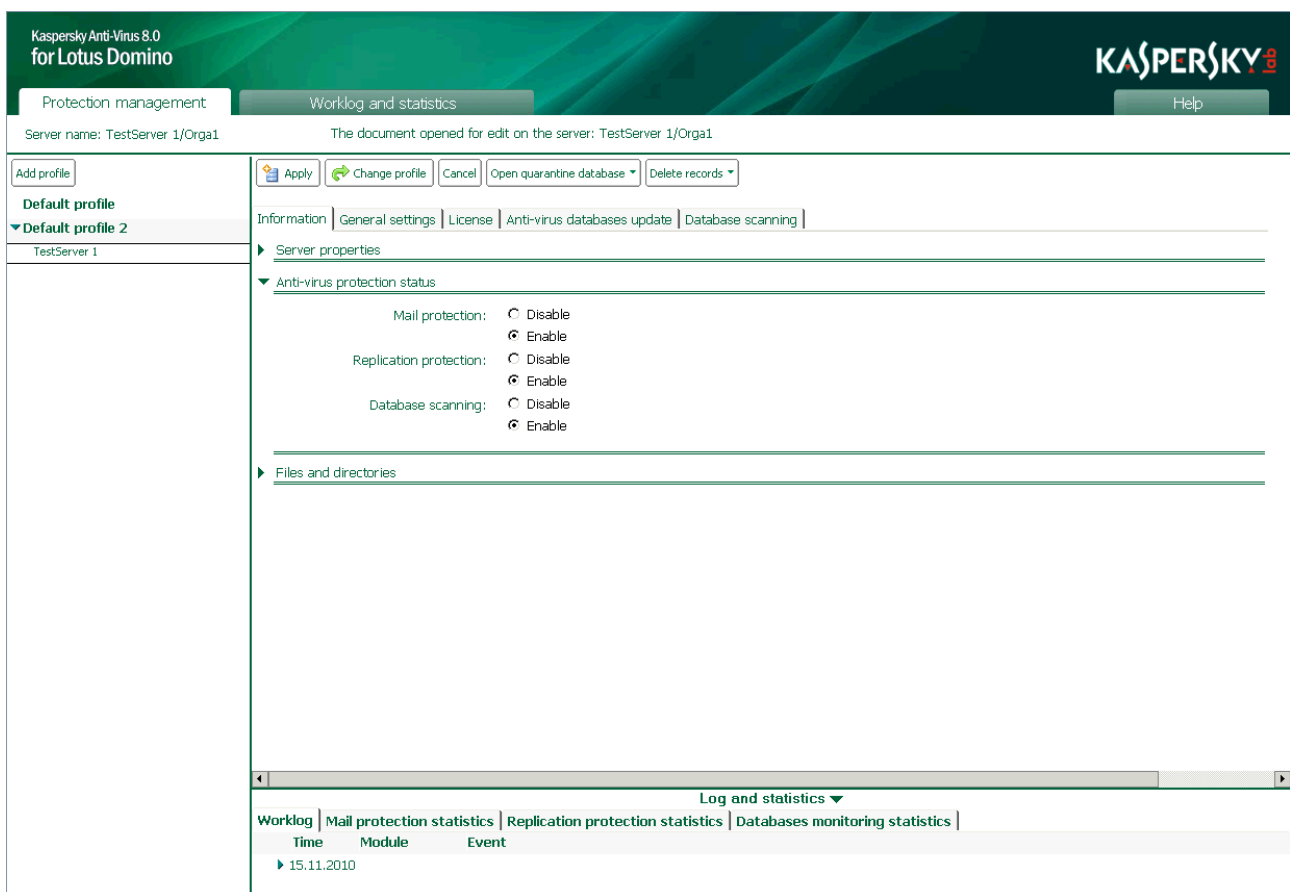 Kaspersky Anti-Virus 8.0
for Lotus Domino
KASPERSKY lab
Protection management
Worklog and statistics
Help
Server name: TestServer 1/Orga1
The document opened for edit on the server: TestServer 1/Orga1
Add profile
Default profile
Default profile 2
TestServer 1
Apply
Change profile
Cancel
Open quarantine database
Delete records
Information
General settings
License
Anti-virus databases update
Database scanning
Server properties
Anti-virus protection status
Mail protection:
Disable
Enable
Replication protection:
Disable
Enable
Database scanning:
Disable
Enable
Files and directories
Log and statistics
Worklog
Mail protection statistics
Replication protection statistics
Databases monitoring statistics
Time
Module
Event
15.11.2010